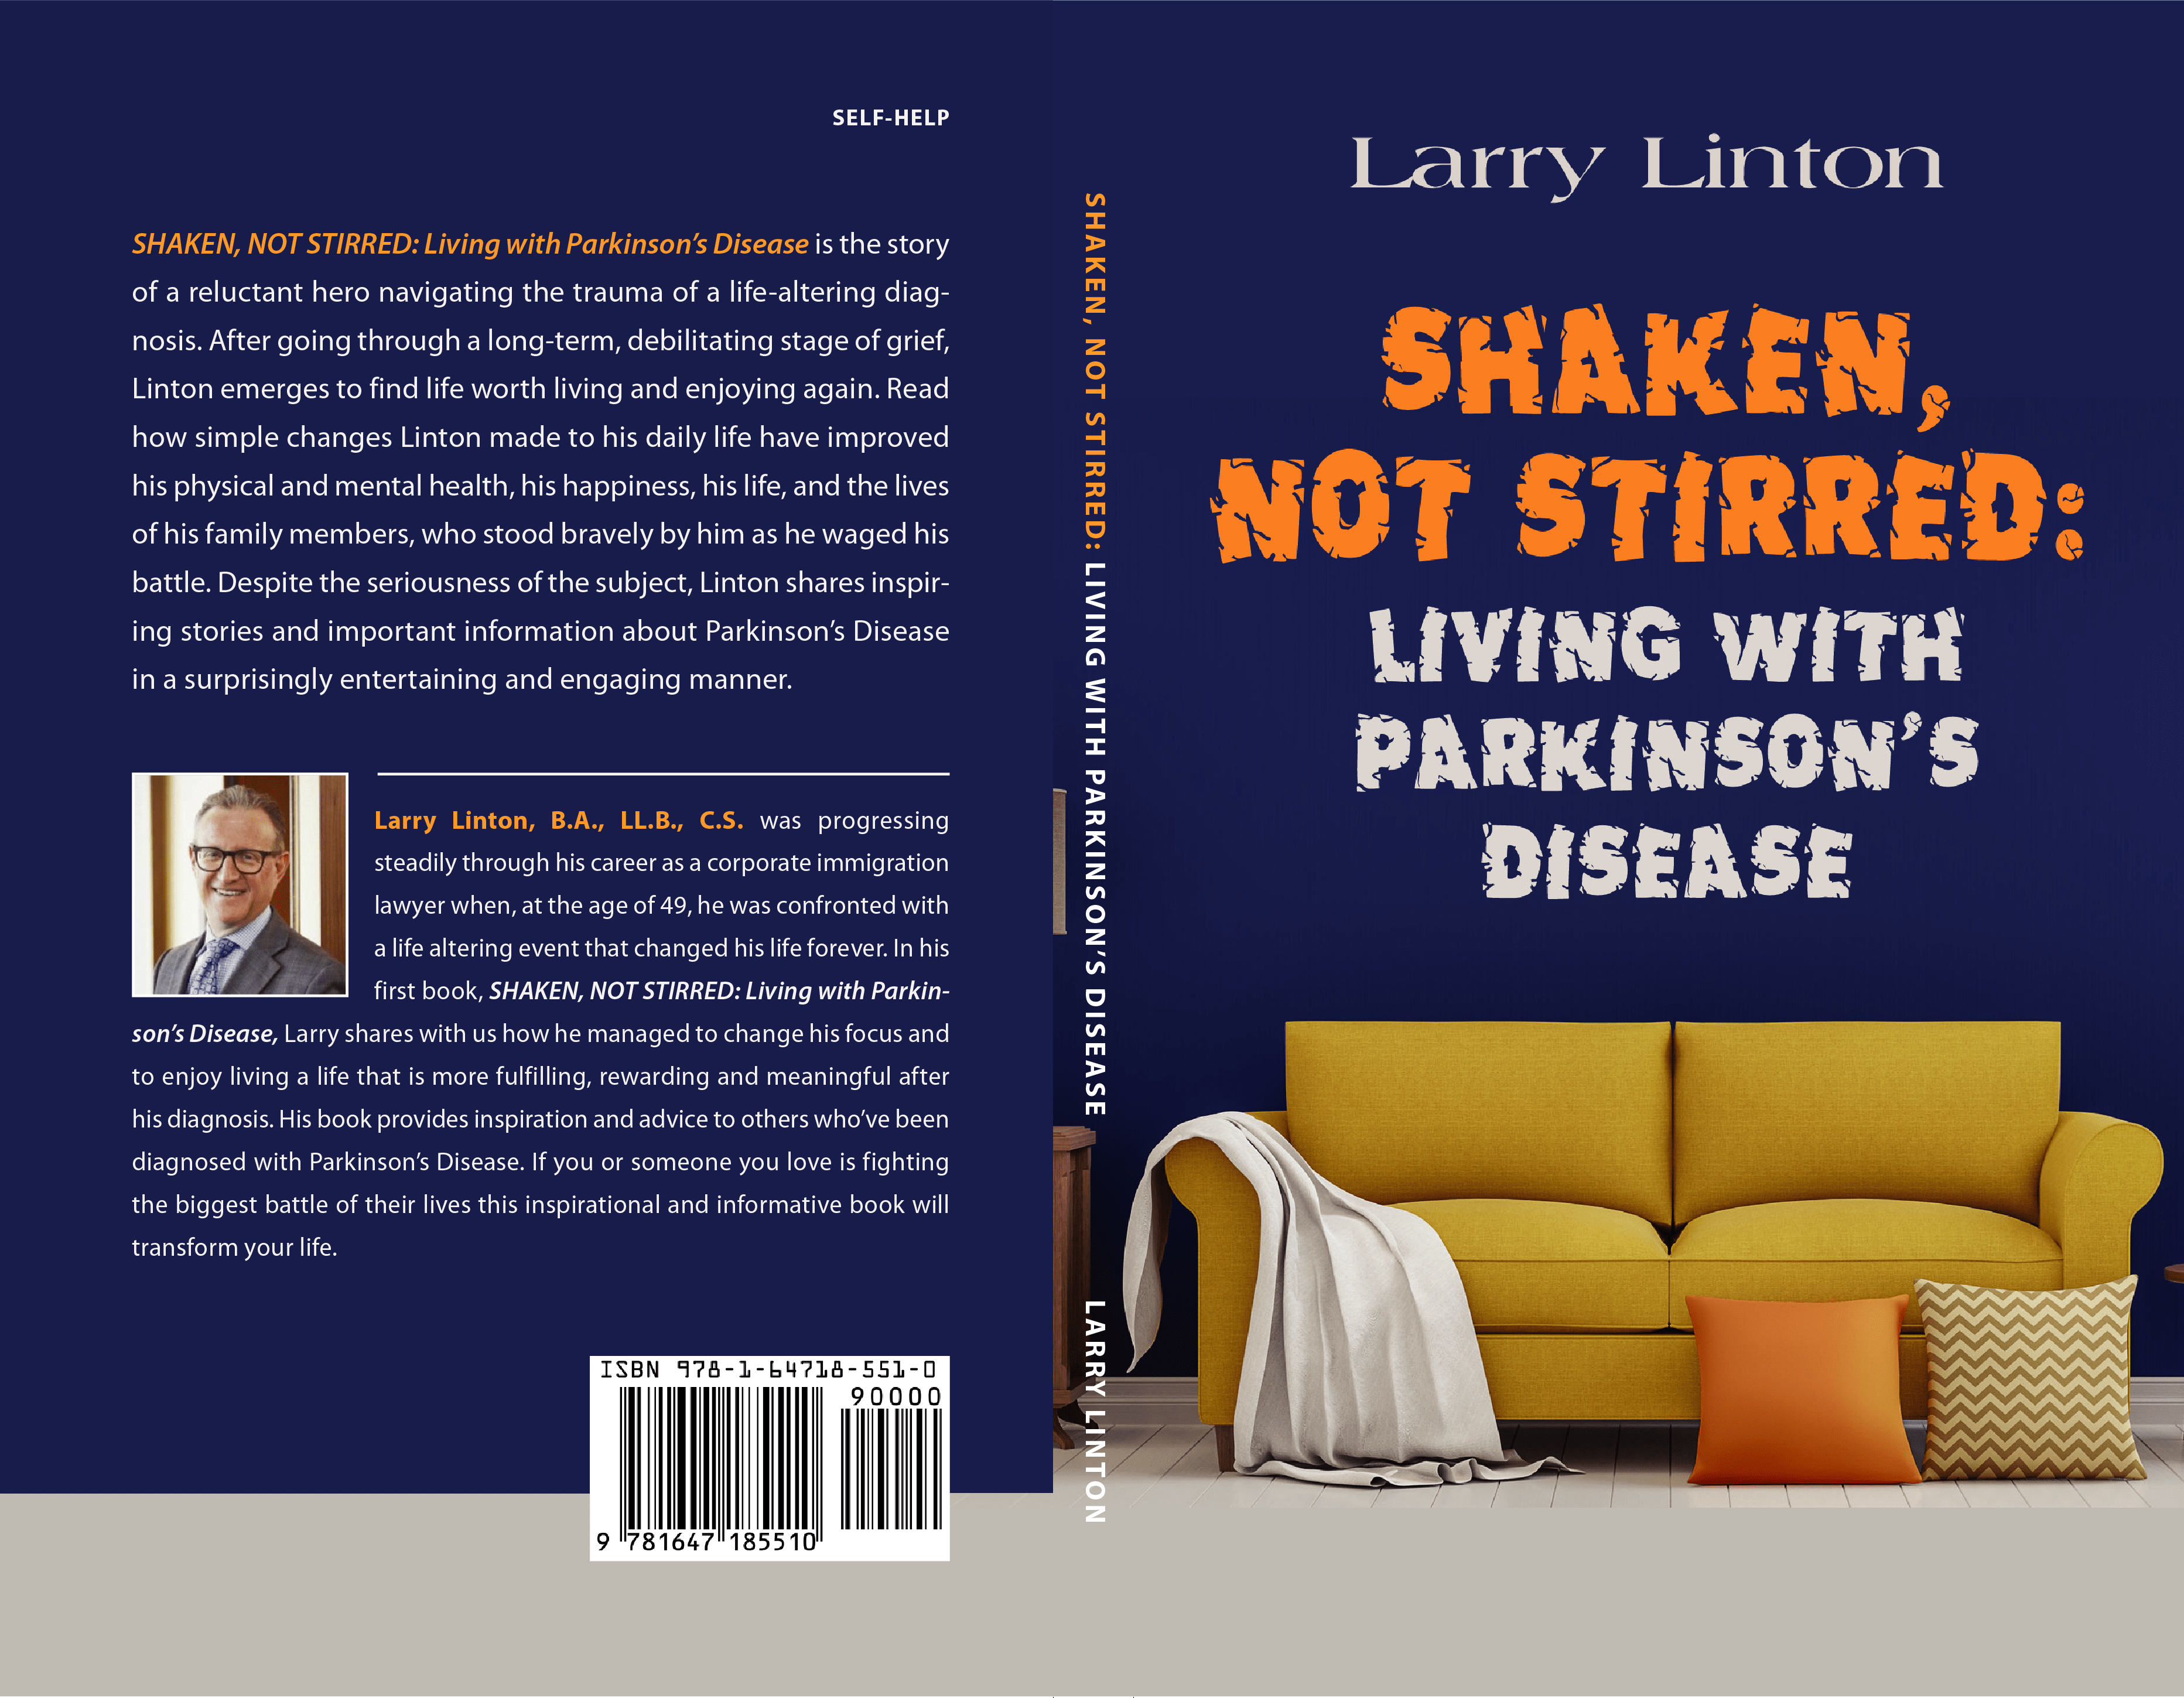 SELF-HELP
SHAKEN, NOT STIRRED: Living with Parkinson's Disease is the story
of a reluctant hero navigating the trauma of a life-altering diag-
nosis. After going through a long-term, debilitating stage of grief,
Linton emerges to find life worth living and enjoying again. Read
how simple changes Linton made to his daily life have improved
his physical and mental health, his happiness, his life, and the lives
of his family members, who stood bravely by him as he waged his
battle. Despite the seriousness of the subject, Linton shares inspir-
ing stories and important information about Parkinson's Disease
in a surprisingly entertaining and engaging manner.
Larry Linton, B.A., LL.B., C.S. was progressing
steadily through his career as a corporate immigration
lawyer when, at the age of 49, he was confronted with
a life altering event that changed his life forever. In his
first book, SHAKEN, NOT STIRRED: Living with Parkin-
son's Disease, Larry shares with us how he managed to change his focus and
to enjoy living a life that is more fulfilling, rewarding and meaningful after
his diagnosis. His book provides inspiration and advice to others who've been
diagnosed with Parkinson's Disease. If you or someone you love is fighting
the biggest battle of their lives this inspirational and informative book will
transform your life.
ISBN 978-1-64718-551-0
90000
9 781647 185510
SHAKEN, NOT STIRRED: LIVING WITH PARKINSON'S DISEASE LARRY LINTON
Larry Linton
SHAKEN,
NOT STIRRED:
LIVING WITH
PARKINSON'S
DISEASE